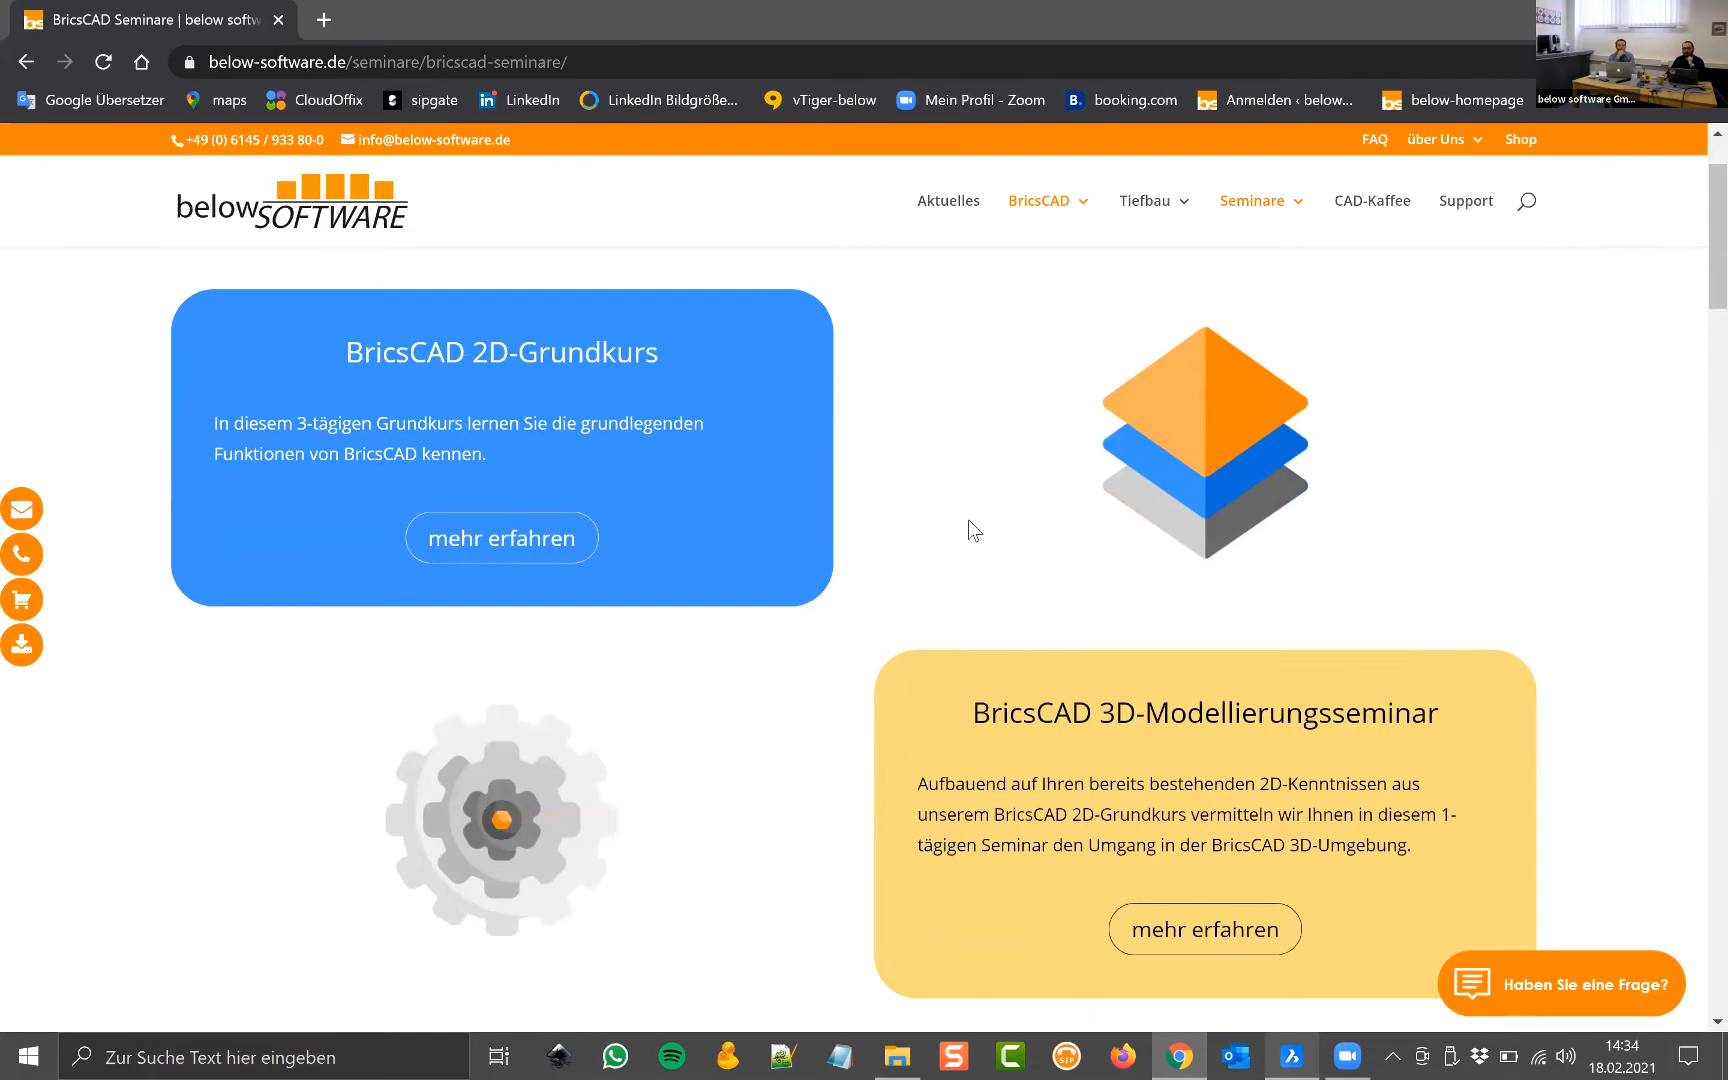 BricsCAD Seminare | below softw
below-software.de/seminare/bricscad-seminare/
Google Übersetzer
maps
CloudOffix
sipgate
LinkedIn
LinkedIn Bildgröße...
vTiger-below
Mein Profil - Zoom
booking.com
Anmelden ‹ below...
below-homepage
below software Gm...
+49 (0) 6145 / 933 80-0
info@below-software.de
FAQ
über Uns
Shop
belowSOFTWARE
Aktuelles
BricsCAD
Tiefbau
Seminare
CAD-Kaffee
Support
BricsCAD 2D-Grundkurs
In diesem 3-tägigen Grundkurs lernen Sie die grundlegenden
Funktionen von BricsCAD kennen.
mehr erfahren
BricsCAD 3D-Modellierungsseminar
Aufbauend auf Ihren bereits bestehenden 2D-Kenntnissen aus
unserem BricsCAD 2D-Grundkurs vermitteln wir Ihnen in diesem 1-
tägigen Seminar den Umgang in der BricsCAD 3D-Umgebung.
mehr erfahren
Haben Sie eine Frage?
Zur Suche Text hier eingeben
14:34
18.02.2021